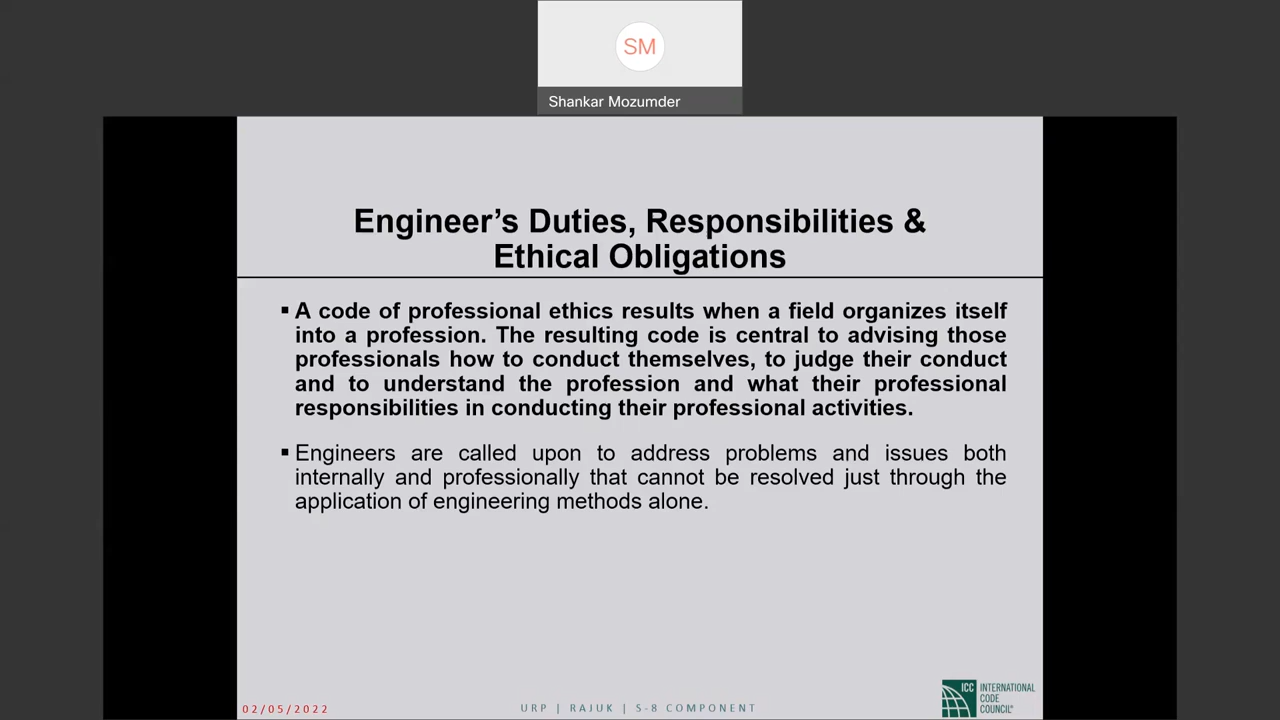 SM
Shankar Mozumder
Engineer’s Duties, Responsibilities &
Ethical Obligations
▪ A code of professional ethics results when a field organizes itself
into a profession. The resulting code is central to advising those
professionals how to conduct themselves, to judge their conduct
and to understand the profession and what their professional
responsibilities in conducting their professional activities.
▪ Engineers are called upon to address problems and issues both
internally and professionally that cannot be resolved just through the
application of engineering methods alone.
02/05/2022
URP | RAJUK | S-8 COMPONENT
ICC INTERNATIONAL
CODE
COUNCIL®